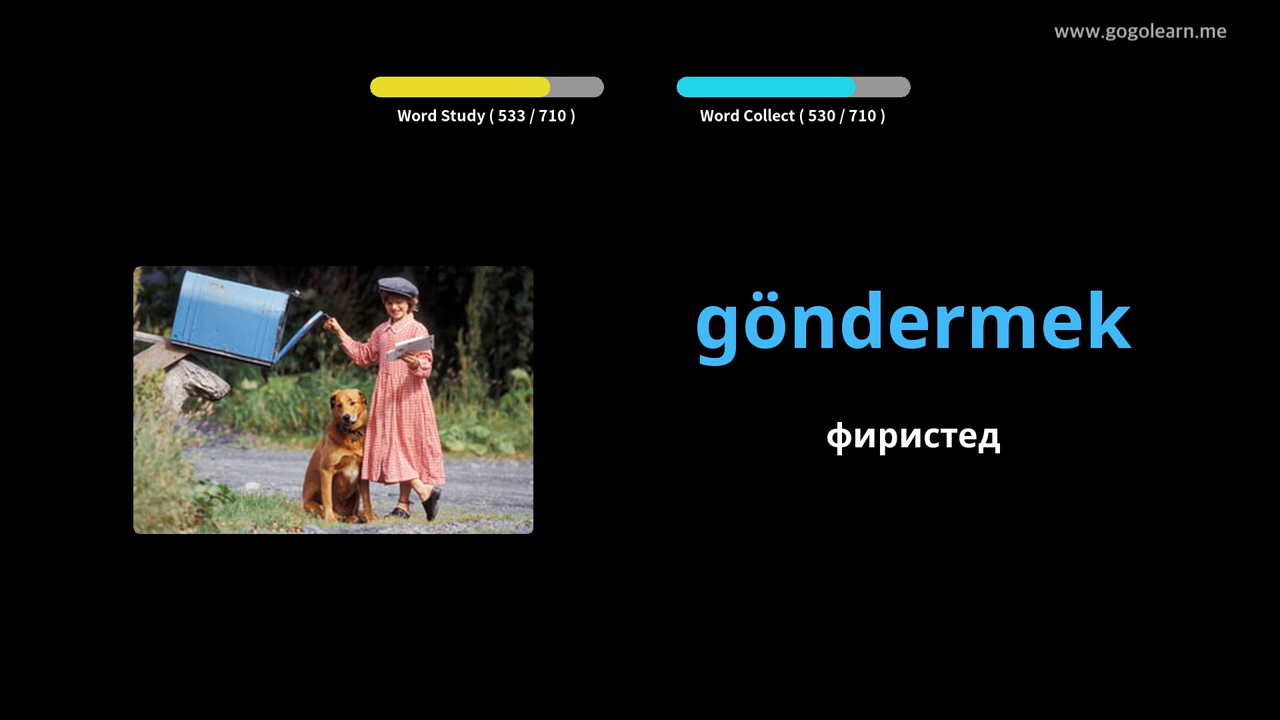 www.gogolearn.me
Word Study ( 533 / 710 )
Word Collect ( 530 / 710 )
göndermek
фиристед